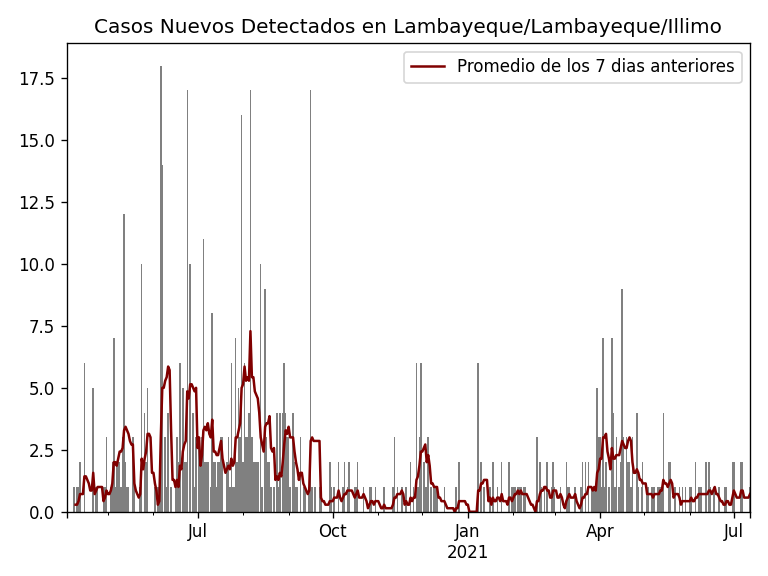 Casos Nuevos Detectados en Lambayeque/Lambayeque/Illimo
Promedio de los 7 dias anteriores
17.5
15.0
12.5
10.0
7.5
5.0
2.5
0.0
Jul
Oct
Jan
2021
Apr
Jul